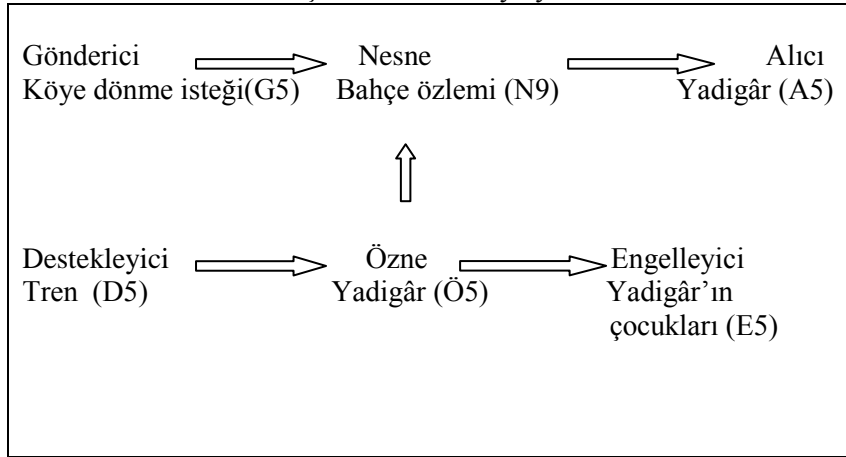 Gönderici Nesne Alıcı
Köye dönme isteği(G5) Bahçe özlemi (N9) Yadigâr (A5)
Destekleyici Özne Engelleyici
Tren (D5) Yadigâr (Ö5) Yadigâr’ın
çocukları (E5)